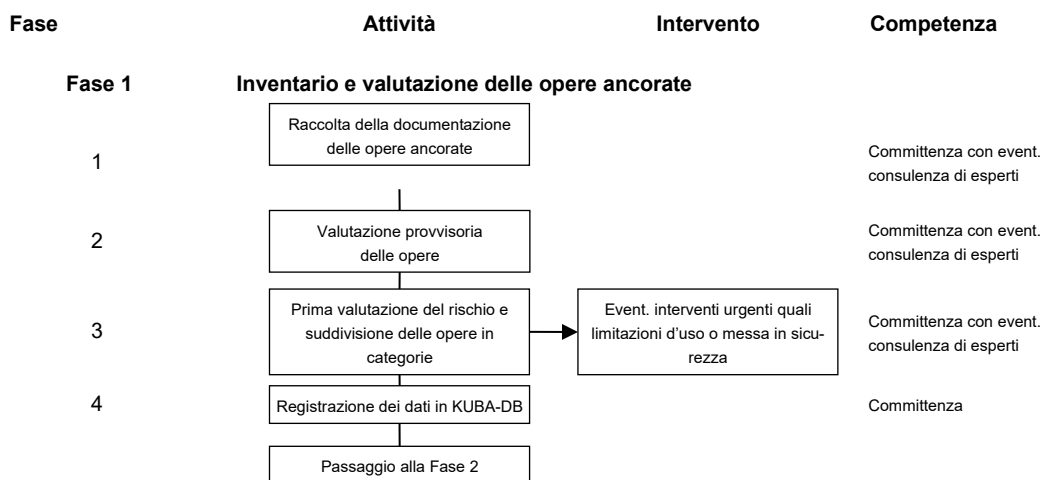 Fase Attività Intervento Competenza
Fase 1 Inventario e valutazione delle opere ancorate
1
Raccolta della documentazione
delle opere ancorate
Committenza con event.
consulenza di esperti
2
Valutazione provvisoria
delle opere
Committenza con event.
consulenza di esperti
3
Prima valutazione del rischio e
suddivisione delle opere in
categorie
Event. interventi urgenti quali
limitazioni d'uso o messa in sicu-
rezza
Committenza con event.
consulenza di esperti
4
Registrazione dei dati in KUBA-DB
Committenza
Passaggio alla Fase 2